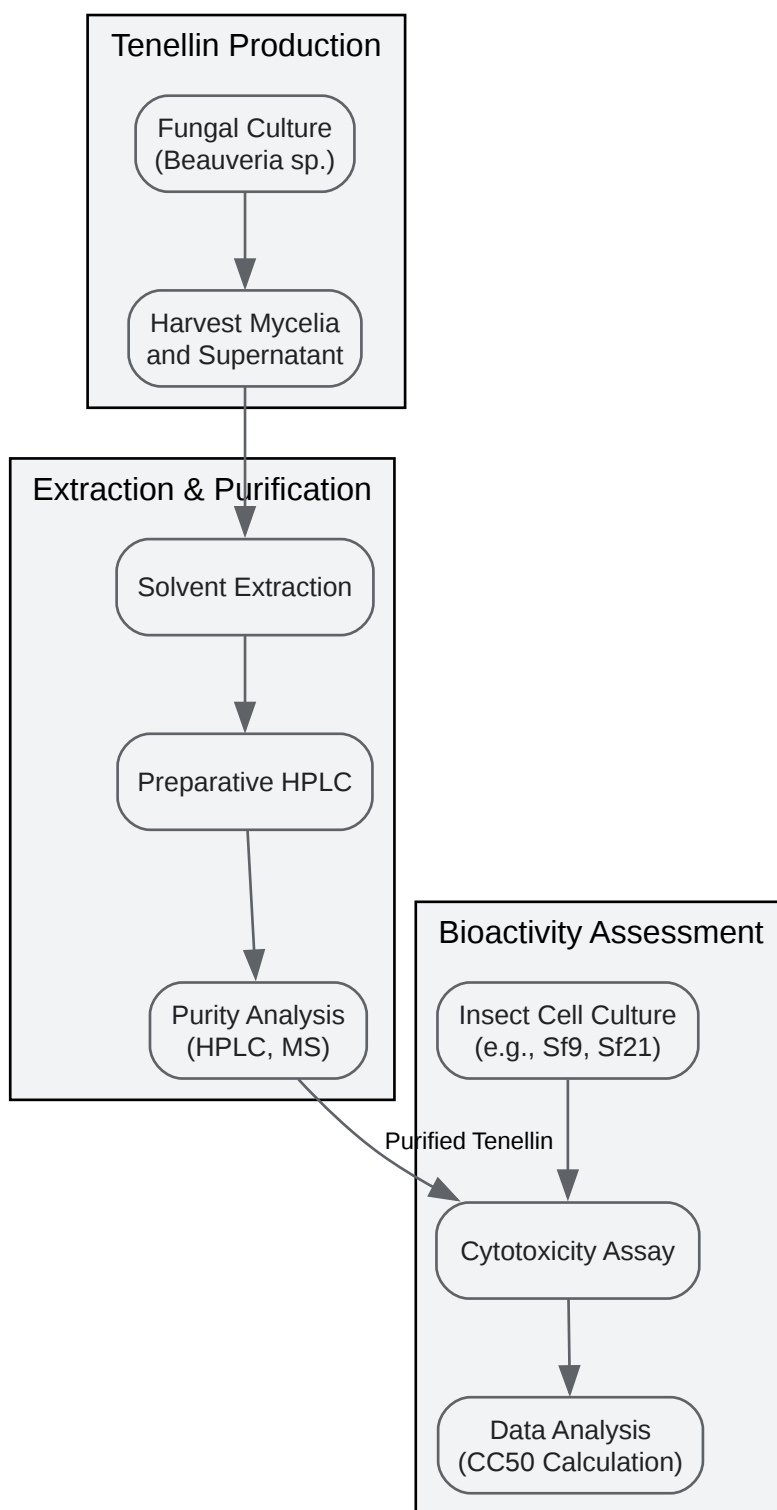 Tenellin Production
Fungal Culture
(Beauveria sp.)
Harvest Mycelia
and Supernatant
Extraction & Purification
Solvent Extraction
Preparative HPLC
Purity Analysis
(HPLC, MS)
Bioactivity Assessment
Insect Cell Culture
(e.g., Sf9, Sf21)
Purified Tenellin
Cytotoxicity Assay
Data Analysis
(CC50 Calculation)